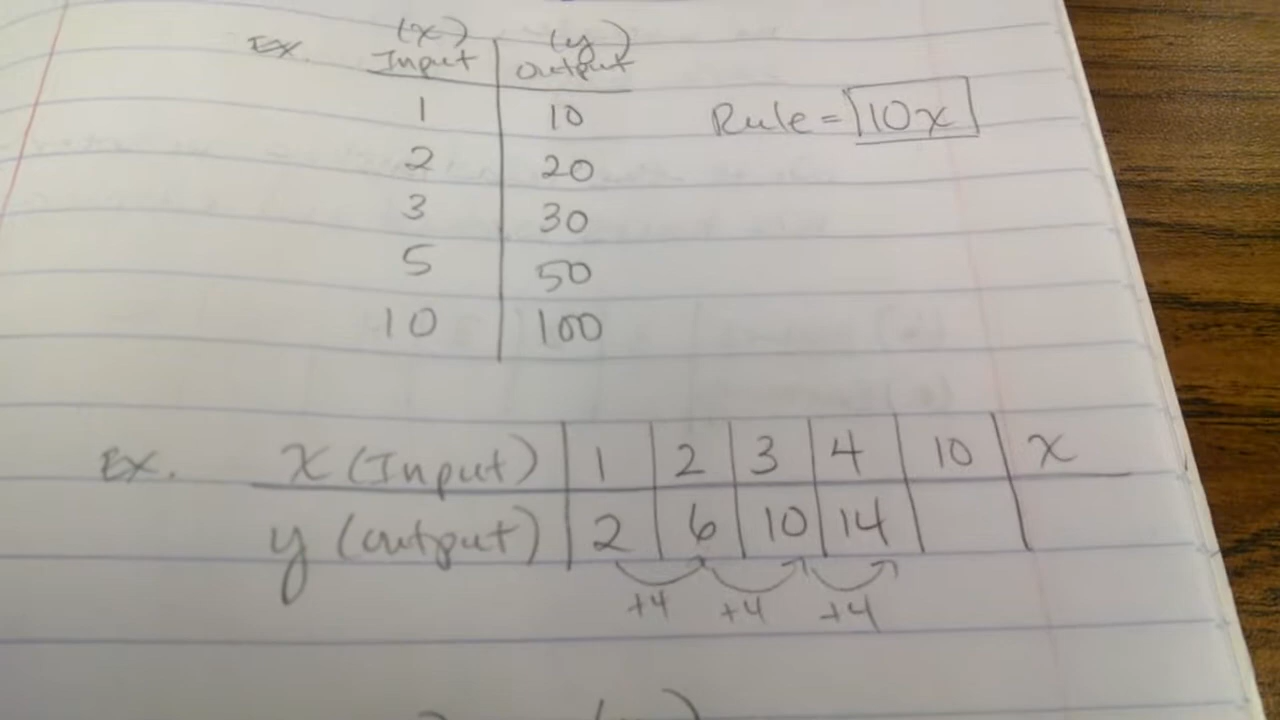 (x) (y)
Ex. Input Output
1 10 Rule = 10x
2 20
3 30
5 50
10 100
Ex. x (Input) 1 2 3 4 10 x
y (output) 2 6 10 14
+4 +4 +4